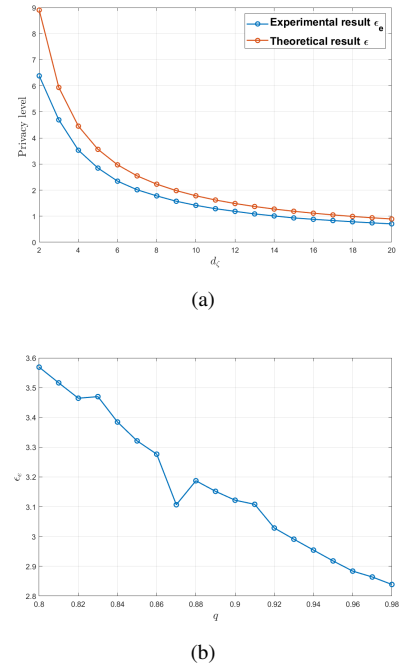 9
8
7
6
5
4
3
2
1
0
Privacy level
Experimental result ϵe
Theoretical result ϵ
2 4 6 8 10 12 14 16 18 20
dζ
(a)
3.6
3.5
3.4
3.3
3.2
3.1
3
2.9
2.8
ϵe
0.8 0.82 0.84 0.86 0.88 0.9 0.92 0.94 0.96 0.98
q
(b)